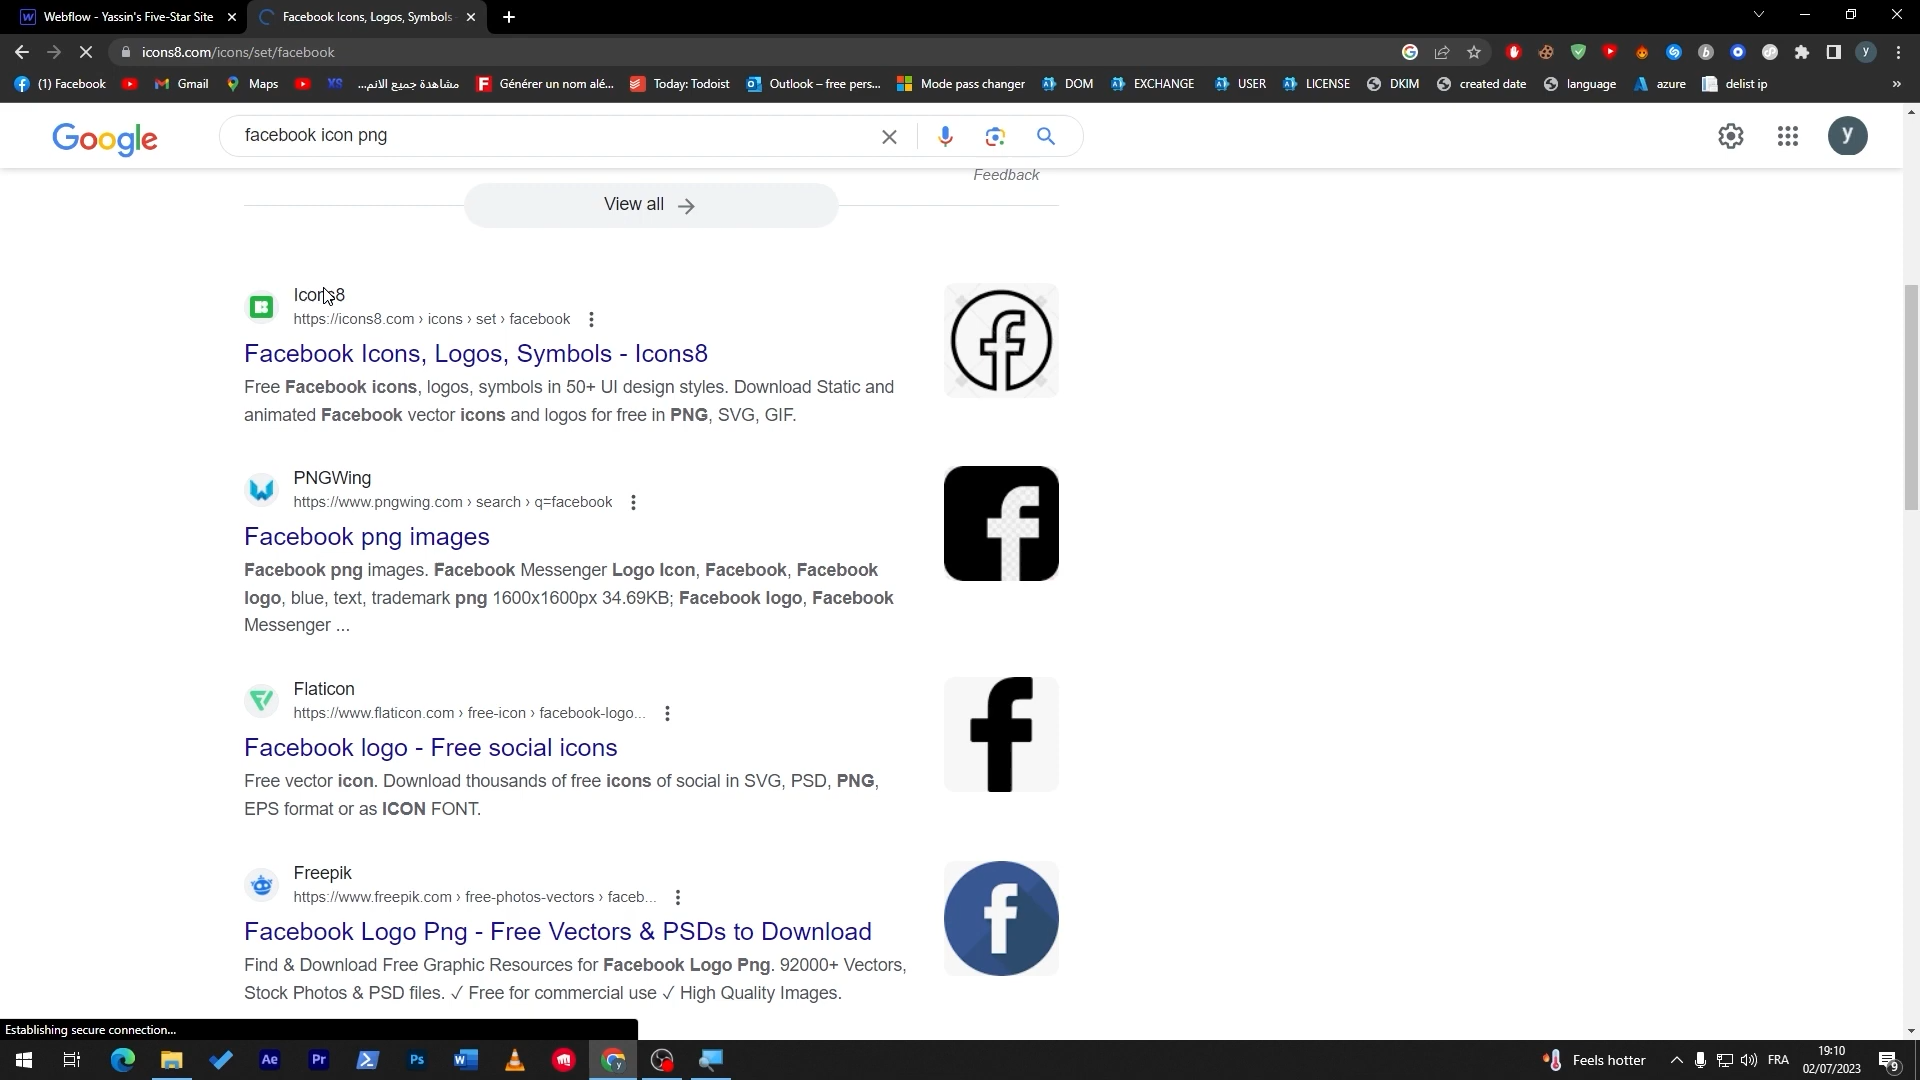 Webflow - Yassin's Five-Star Site
Facebook Icons, Logos, Symbols
icons8.com/icons/set/facebook
(1) Facebook
Gmail
Maps
XS
مشاهدة جميع الانم...
Générer un nom alé...
Today: Todoist
Outlook – free pers...
Mode pass changer
DOM
EXCHANGE
USER
LICENSE
DKIM
created date
language
azure
delist ip
Google
facebook icon png
y
Feedback
View all
Icons8
https://icons8.com › icons › set › facebook
Facebook Icons, Logos, Symbols - Icons8
Free Facebook icons, logos, symbols in 50+ UI design styles. Download Static and
animated Facebook vector icons and logos for free in PNG, SVG, GIF.
PNGWing
https://www.pngwing.com › search › q=facebook
Facebook png images
Facebook png images. Facebook Messenger Logo Icon, Facebook, Facebook
logo, blue, text, trademark png 1600x1600px 34.69KB; Facebook logo, Facebook
Messenger ...
Flaticon
https://www.flaticon.com › free-icon › facebook-logo...
Facebook logo - Free social icons
Free vector icon. Download thousands of free icons of social in SVG, PSD, PNG,
EPS format or as ICON FONT.
Freepik
https://www.freepik.com › free-photos-vectors › faceb...
Facebook Logo Png - Free Vectors & PSDs to Download
Find & Download Free Graphic Resources for Facebook Logo Png. 92000+ Vectors,
Stock Photos & PSD files. ✓ Free for commercial use ✓ High Quality Images.
Establishing secure connection...
Ae
Pr
Ps
Feels hotter
FRA
19:10
02/07/2023
9